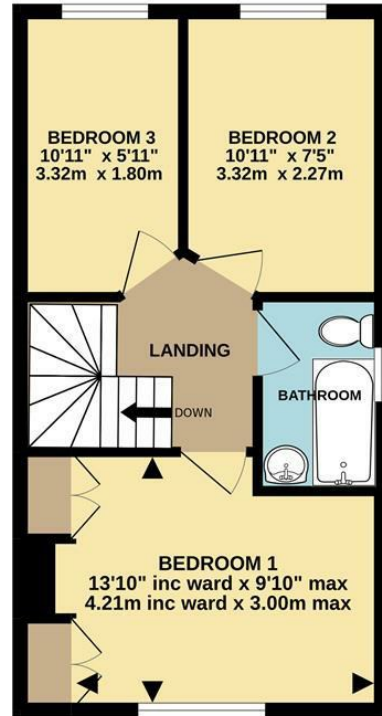 BEDROOM 3
10'11" x 5'11"
3.32m x 1.80m
BEDROOM 2
10'11" x 7'5"
3.32m x 2.27m
LANDING
BATHROOM
DOWN
BEDROOM 1
13'10" inc ward x 9'10" max
4.21m inc ward x 3.00m max